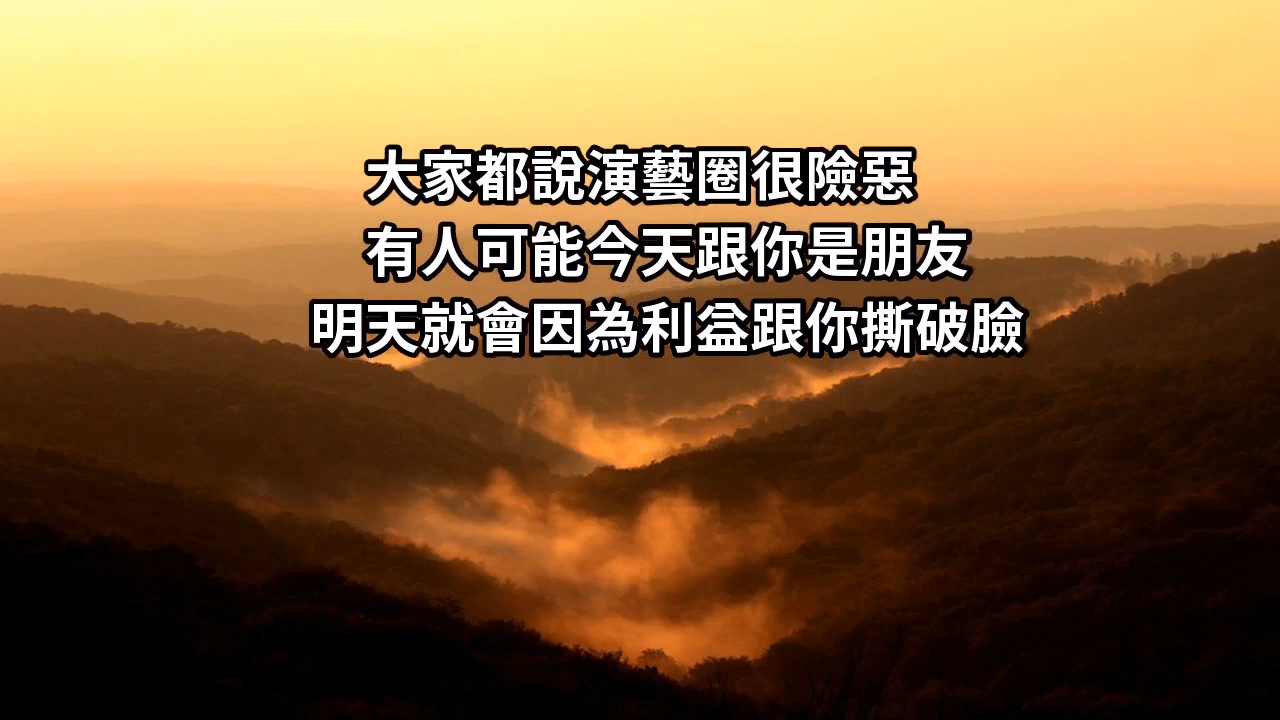 大家都說演藝圈很險惡
有人可能今天跟你是朋友
明天就會因為利益跟你撕破臉